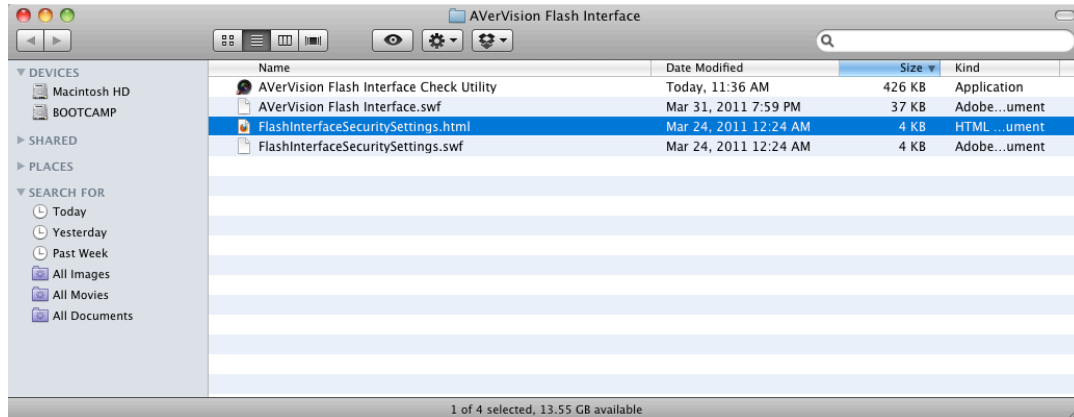 AVerVision Flash Interface
DEVICES
Macintosh HD
BOOTCAMP
SHARED
PLACES
SEARCH FOR
Today
Yesterday
Past Week
All Images
All Movies
All Documents
Name Date Modified Size Kind
AVerVision Flash Interface Check Utility Today, 11:36 AM 426 KB Application
AVerVision Flash Interface.swf Mar 31, 2011 7:59 PM 37 KB Adobe...ument
FlashInterfaceSecuritySettings.html Mar 24, 2011 12:24 AM 4 KB HTML ...ument
FlashInterfaceSecuritySettings.swf Mar 24, 2011 12:24 AM 4 KB Adobe...ument
1 of 4 selected, 13.55 GB available